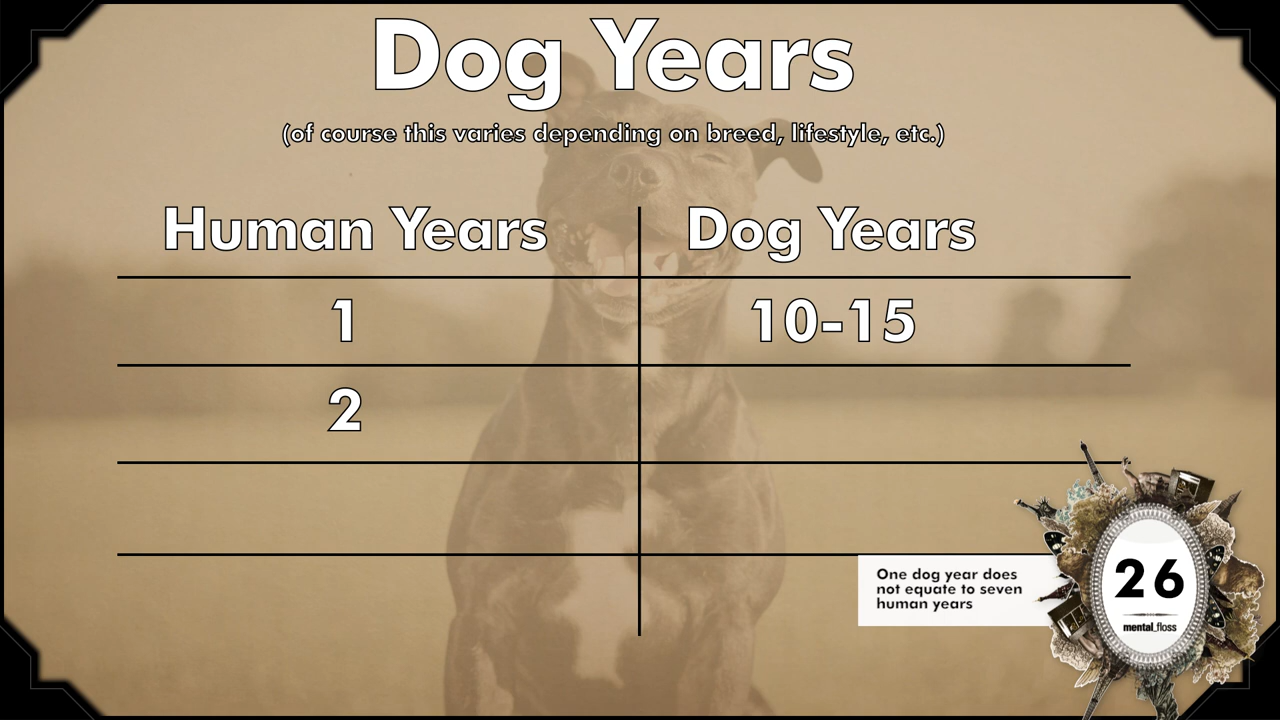 Dog Years
(of course this varies depending on breed, lifestyle, etc.)
Human Years
Dog Years
1
10-15
2
One dog year does
not equate to seven
human years
26
mental_floss